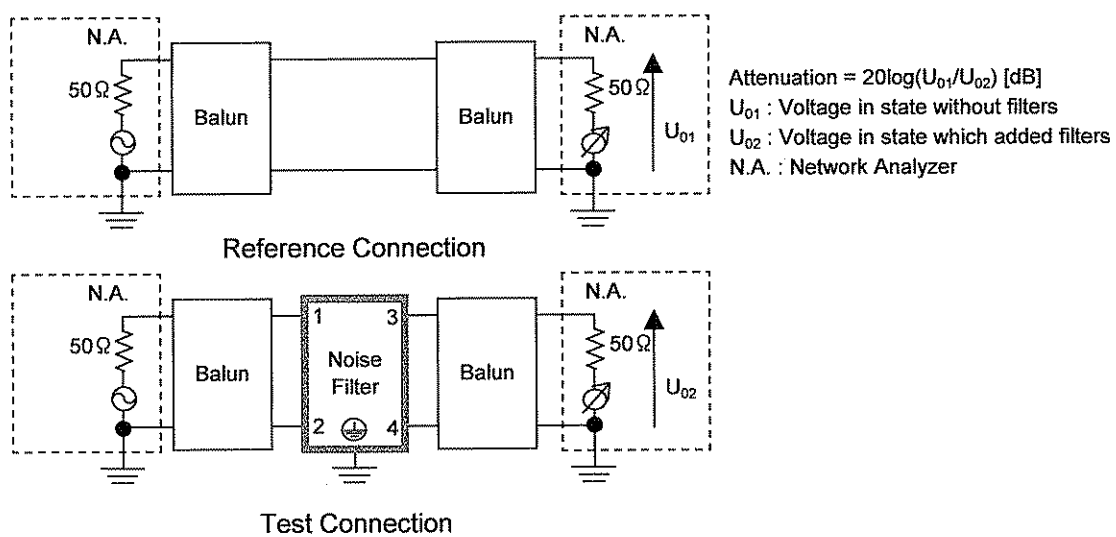 N.A.
50Ω
Balun
Balun
N.A.
50Ω
U01
Attenuation = 20log(U01/U02) [dB]
U01 : Voltage in state without filters
U02 : Voltage in state which added filters
N.A. : Network Analyzer
Reference Connection
N.A.
50Ω
Balun
1 3
Noise
Filter
2 4
Balun
N.A.
50Ω
U02
Test Connection